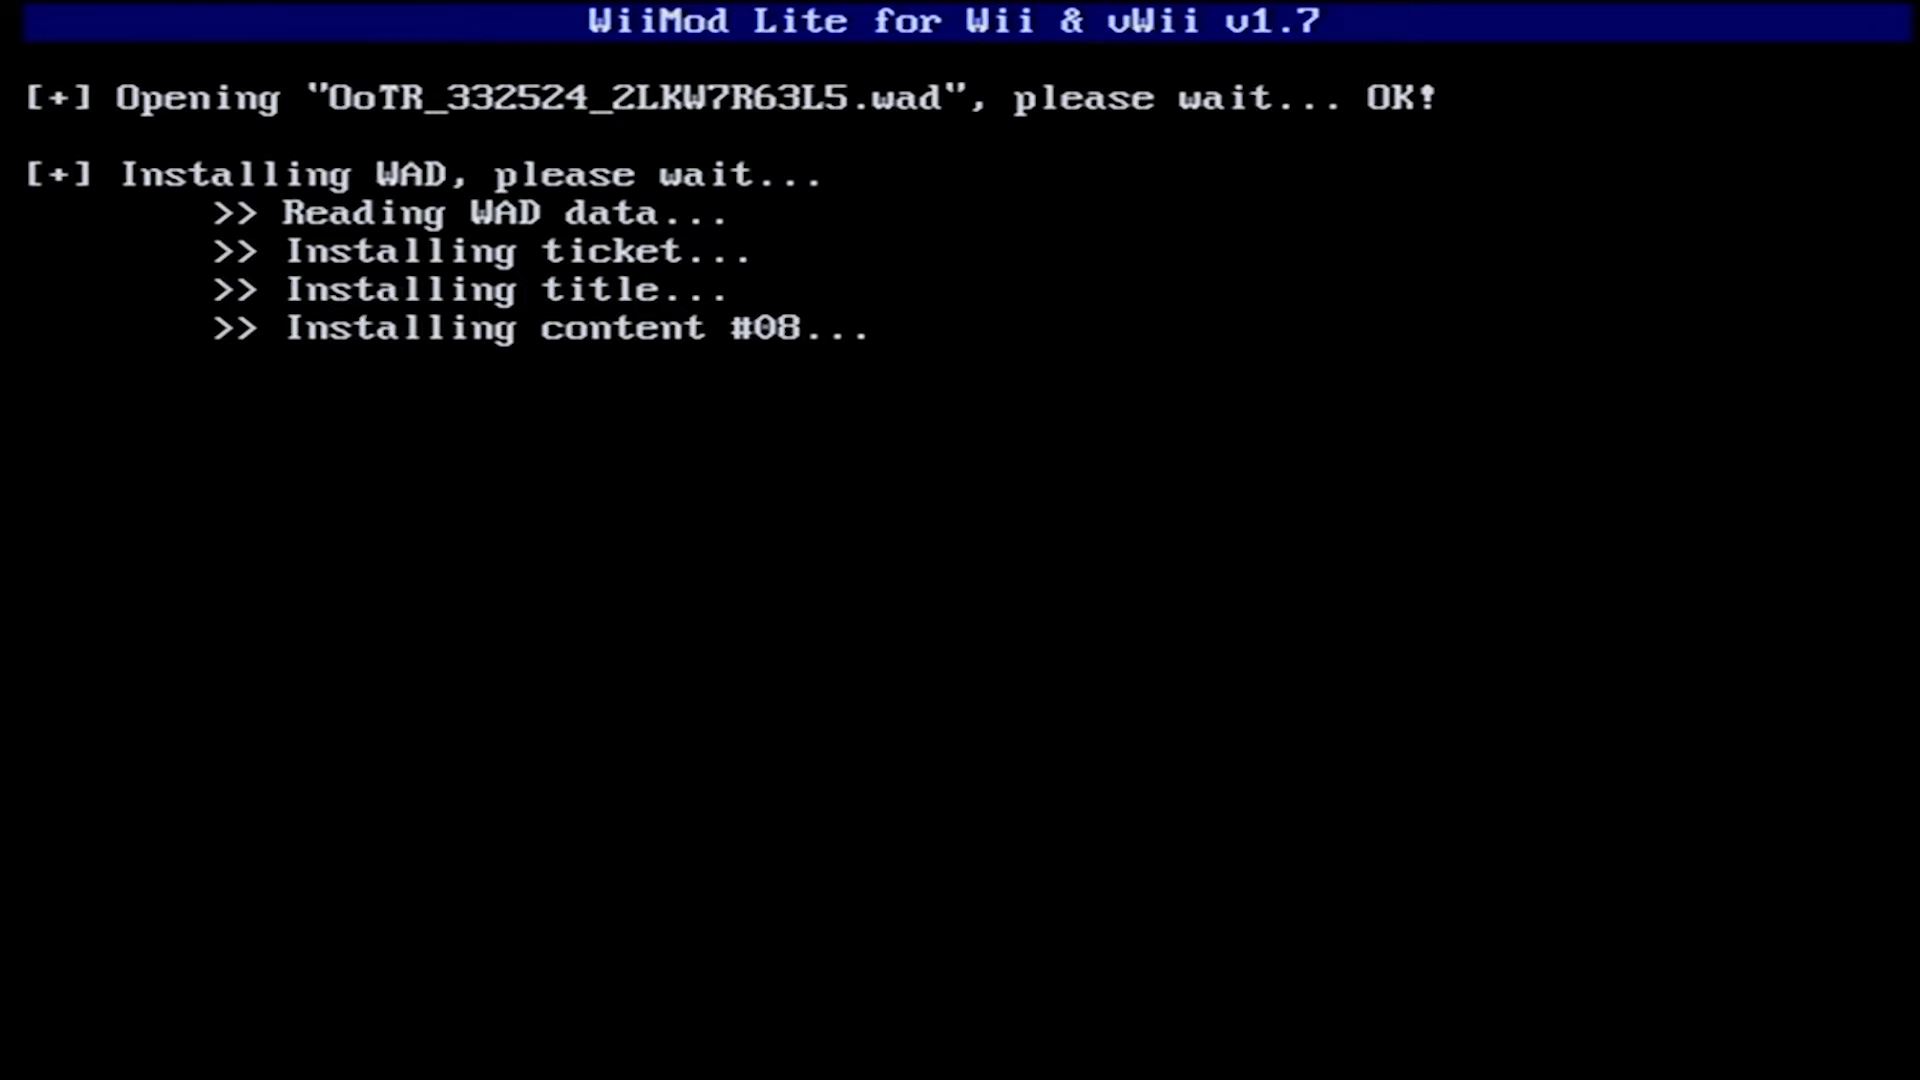 WiiMod Lite for Wii & vWii v1.7
[+] Opening "OoTR_332524_2LKW7R63L5.wad", please wait... OK!
[+] Installing WAD, please wait...
>> Reading WAD data...
>> Installing ticket...
>> Installing title...
>> Installing content #08...